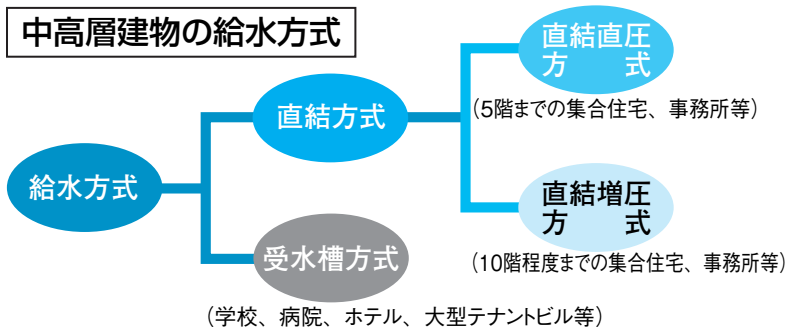 中高層建物の給水方式
給水方式
直結方式
受水槽方式
(学校、病院、ホテル、大型テナントビル等)
直結直圧
方　式
(5階までの集合住宅、事務所等)
直結増圧
方　式
(10階程度までの集合住宅、事務所等)